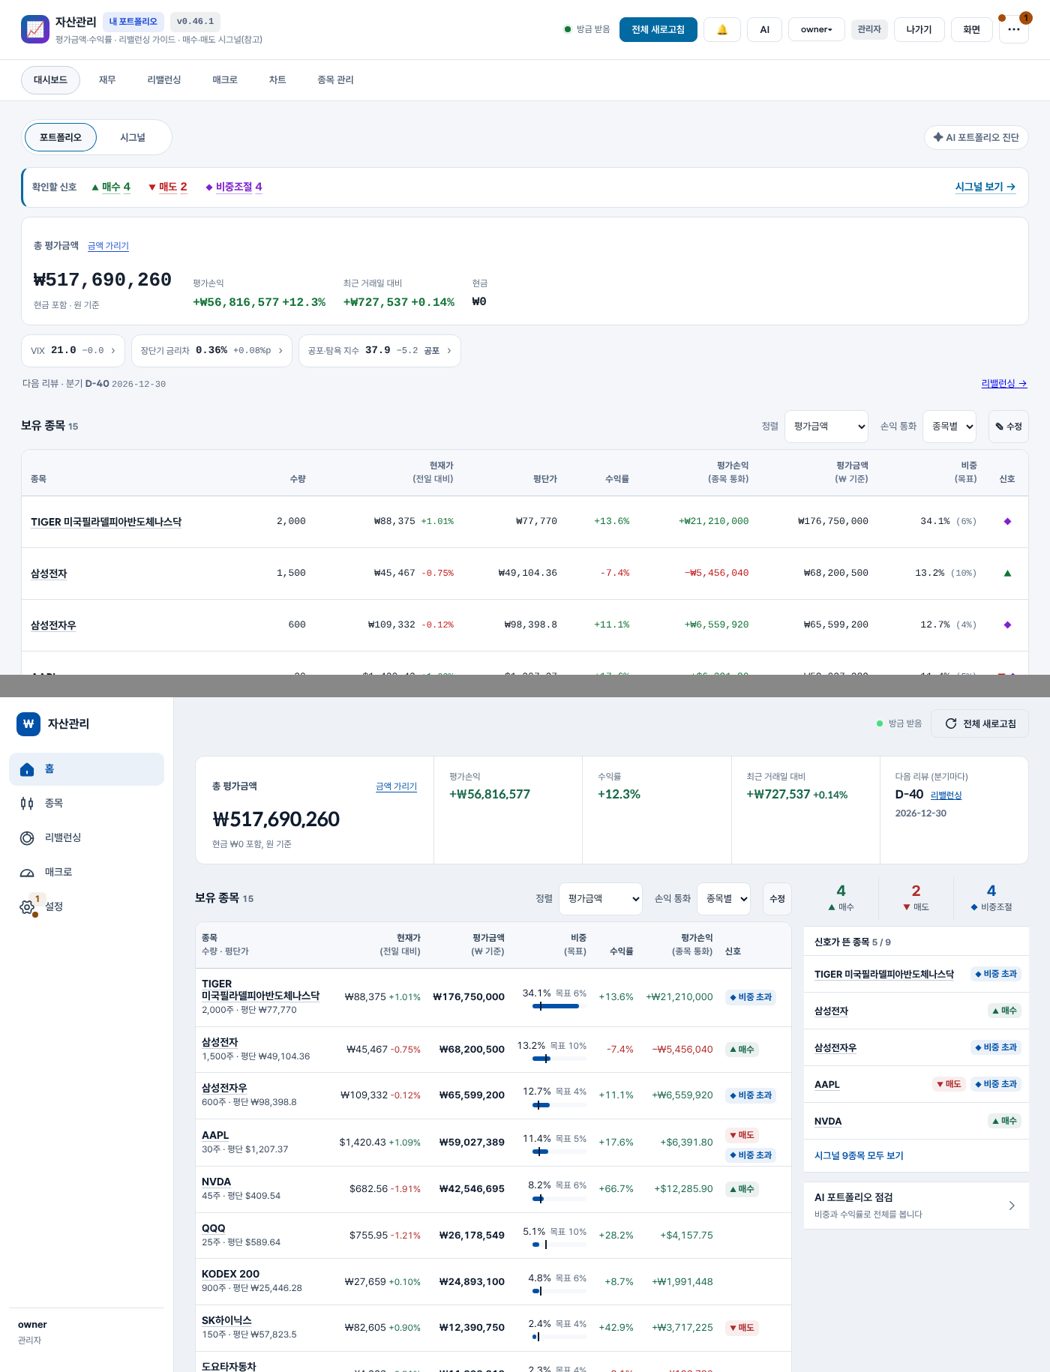 자산관리 내 포트폴리오 v0.46.1
평가금액·수익률 · 리밸런싱 가이드 · 매수·매도 시그널(참고)
방금 받음 전체 새로고침 🔔 AI owner▾ 관리자 나가기 화면 ⋯ 1
대시보드 재무 리밸런싱 매크로 차트 종목 관리
포트폴리오 시그널
✦ AI 포트폴리오 진단
확인할 신호 ▲ 매수 4 ▼ 매도 2 ◆ 비중조절 4 시그널 보기 →
총 평가금액 금액 가리기
₩517,690,260
현금 포함 · 원 기준
평가손익
+₩56,816,577 +12.3%
최근 거래일 대비
+₩727,537 +0.14%
현금
₩0
VIX 21.0 −0.0 ›
장단기 금리차 0.36% +0.08%p ›
공포·탐욕 지수 37.9 −5.2 공포 ›
다음 리뷰 · 분기 D-40 2026-12-30 리밸런싱 →
보유 종목 15 정렬 평가금액 손익 통화 종목별 ✎ 수정
종목 수량 현재가 (전일 대비) 평단가 수익률 평가손익 (종목 통화) 평가금액 (₩ 기준) 비중 (목표) 신호
TIGER 미국필라델피아반도체나스닥 2,000 ₩88,375 +1.01% ₩77,770 +13.6% +₩21,210,000 ₩176,750,000 34.1% (6%) ◆
삼성전자 1,500 ₩45,467 -0.75% ₩49,104.36 -7.4% −₩5,456,040 ₩68,200,500 13.2% (10%) ▲
삼성전자우 600 ₩109,332 -0.12% ₩98,398.8 +11.1% +₩6,559,920 ₩65,599,200 12.7% (4%) ◆
₩ 자산관리
방금 받음 전체 새로고침
홈
종목
리밸런싱
매크로
설정 1
owner
관리자
총 평가금액 금액 가리기
₩517,690,260
현금 ₩0 포함, 원 기준
평가손익
+₩56,816,577
수익률
+12.3%
최근 거래일 대비
+₩727,537 +0.14%
다음 리뷰 (분기마다)
D-40 리밸런싱
2026-12-30
보유 종목 15 정렬 평가금액 손익 통화 종목별 수정
종목 현재가 평가금액 비중 수익률 평가손익 신호
수량 · 평단가 (전일 대비) (₩ 기준) (목표) (종목 통화)
TIGER
미국필라델피아반도체나스닥 ₩88,375 +1.01% ₩176,750,000 34.1% 목표 6% +13.6% +₩21,210,000 ◆ 비중 초과
2,000주 · 평단 ₩77,770
삼성전자 ₩45,467 -0.75% ₩68,200,500 13.2% 목표 10% -7.4% −₩5,456,040 ▲ 매수
1,500주 · 평단 ₩49,104.36
삼성전자우 ₩109,332 -0.12% ₩65,599,200 12.7% 목표 4% +11.1% +₩6,559,920 ◆ 비중 초과
600주 · 평단 ₩98,398.8
AAPL $1,420.43 +1.09% ₩59,027,389 11.4% 목표 5% +17.6% +$6,391.80 ▼ 매도 ◆ 비중 초과
30주 · 평단 $1,207.37
NVDA $682.56 -1.91% ₩42,546,695 8.2% 목표 6% +66.7% +$12,285.90 ▲ 매수
45주 · 평단 $409.54
QQQ $755.95 -1.21% ₩26,178,549 5.1% 목표 10% +28.2% +$4,157.75
25주 · 평단 $589.64
KODEX 200 ₩27,659 +0.10% ₩24,893,100 4.8% 목표 6% +8.7% +₩1,991,448
900주 · 평단 ₩25,446.28
SK하이닉스 ₩82,605 +0.90% ₩12,390,750 2.4% 목표 4% +42.9% +₩3,717,225 ▼ 매도
150주 · 평단 ₩57,823.5
도요타자동차 2.3% 목표 3%
4 ▲ 매수
2 ▼ 매도
4 ◆ 비중조절
신호가 뜬 종목 5 / 9
TIGER 미국필라델피아반도체나스닥 ◆ 비중 초과
삼성전자 ▲ 매수
삼성전자우 ◆ 비중 초과
AAPL ▼ 매도 ◆ 비중 초과
NVDA ▲ 매수
시그널 9종목 모두 보기
AI 포트폴리오 점검
비중과 수익률로 전체를 봅니다